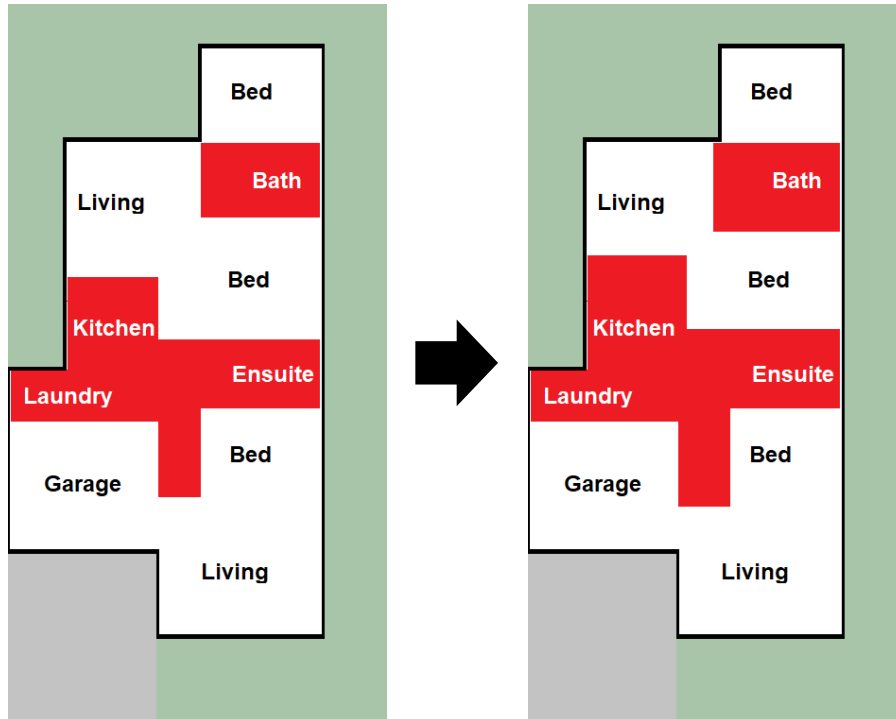 Bed
Bath
Living
Bed
Kitchen
Ensuite
Laundry
Bed
Garage
Living
Bed
Bath
Living
Bed
Kitchen
Ensuite
Laundry
Bed
Garage
Living